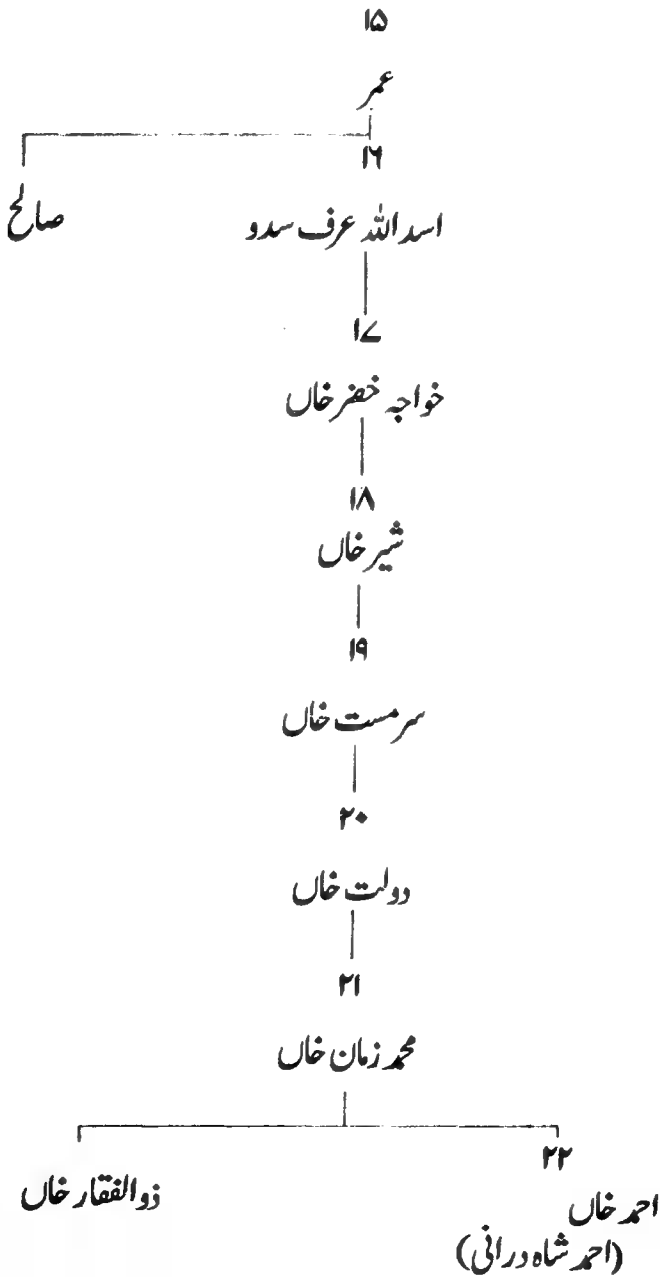 ۱۵
عمر
۱۶
اسد اللہ عرف سدو
صالح
۱۷
خواجہ خضر خاں
۱۸
شیر خاں
۱۹
سرمست خاں
۲۰
دولت خاں
۲۱
محمد زمان خاں
۲۲
احمد خاں
(احمد شاہ درانی)
ذوالفقار خاں